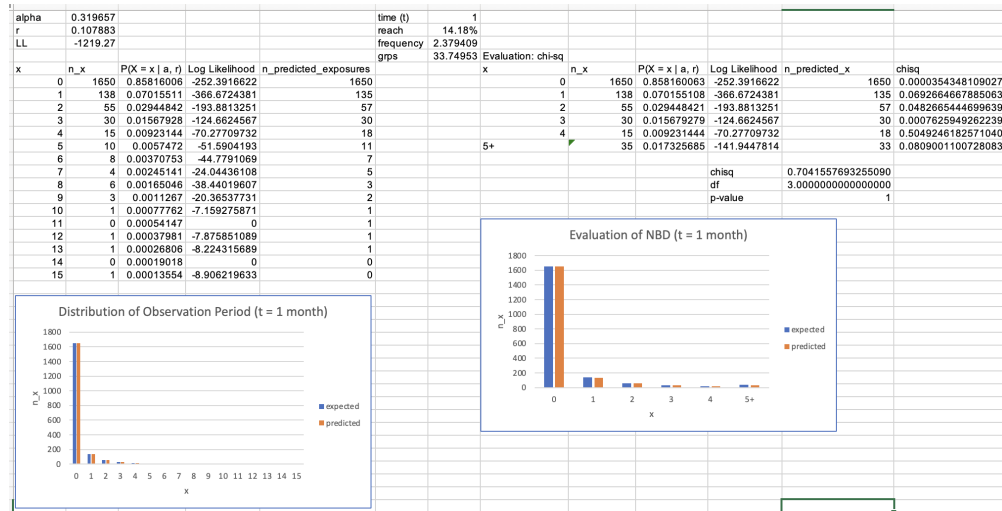 alpha 0.319657 time (t) 1
r 0.107883 reach 14.18%
LL -1219.27 frequency 2.379409
grps 33.74953 Evaluation: chi-sq
x n_x P(X = x | a, r) Log Likelihood n_predicted_exposures x n_x P(X = x | a, r) Log Likelihood n_predicted_x chisq
0 1650 0.85816006 -252.3916622 1650 0 1650 0.858160063 -252.3916622 1650 0.0000354348109027
1 138 0.07015511 -366.6724381 135 1 138 0.070155108 -366.6724381 135 0.0692664667885063
2 55 0.02944842 -193.8813251 57 2 55 0.029448421 -193.8813251 57 0.0482665444699639
3 30 0.01567928 -124.6624567 30 3 30 0.015679279 -124.6624567 30 0.0007625949262239
4 15 0.00923144 -70.27709732 18 4 15 0.009231444 -70.27709732 18 0.5049246182571040
5 10 0.0057472 -51.5904193 11 5+ 35 0.017325685 -141.9447814 33 0.0809001100728083
6 8 0.00370753 -44.7791069 7
7 4 0.00245141 -24.04436108 5 chisq 0.7041557693255090
8 6 0.00165046 -38.44019607 3 df 3.0000000000000000
9 3 0.0011267 -20.36537731 2 p-value 1
10 1 0.00077762 -7.159275871 1
11 0 0.00054147 0 1
12 1 0.00037981 -7.875851089 1
13 1 0.00026806 -8.224315689 1
14 0 0.00019018 0 0
15 1 0.00013554 -8.906219633 0
Evaluation of NBD (t = 1 month)
1800
1600
1400
1200
1000
800
600
400
200
0
n_x
0 1 2 3 4 5+
x
expected
predicted
Distribution of Observation Period (t = 1 month)
1800
1600
1400
1200
1000
800
600
400
200
0
n_x
0 1 2 3 4 5 6 7 8 9 10 11 12 13 14 15
x
expected
predicted